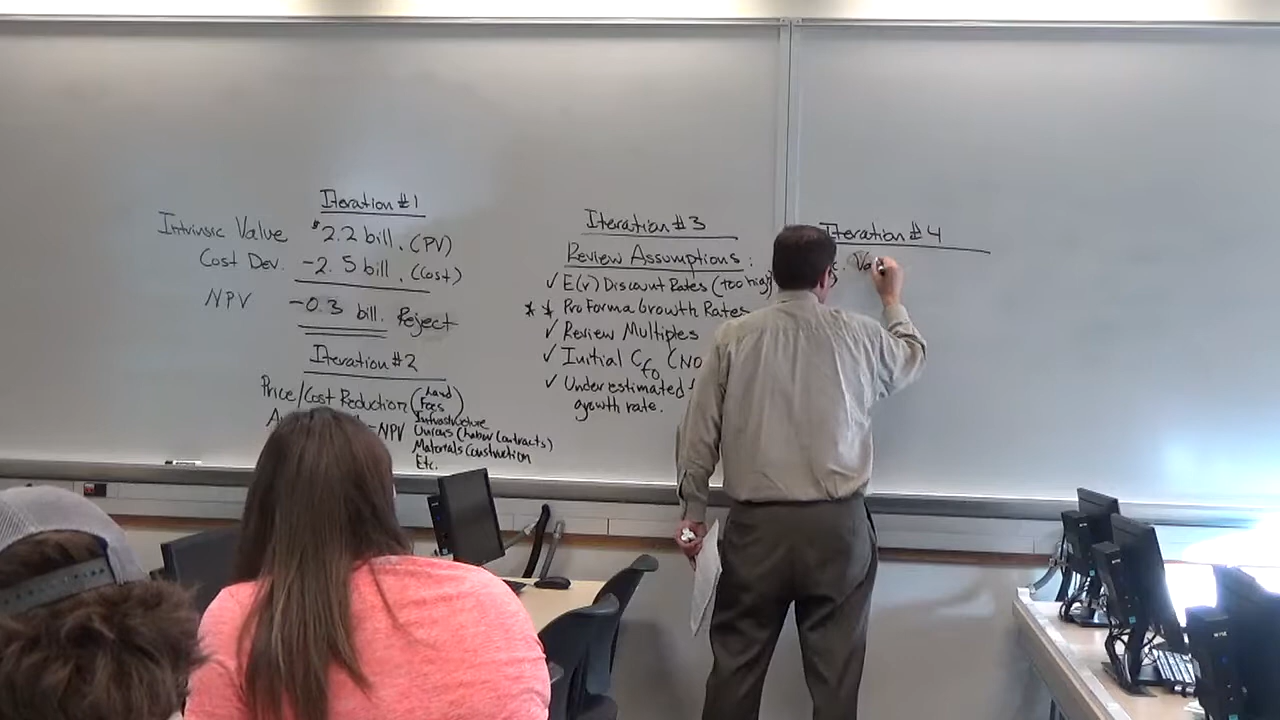 Iteration #1
Intrinsic Value $2.2 bill. (PV)
Cost Dev. -2.5 bill. (Cost)
NPV -0.3 bill. Reject
Iteration #2
Price/Cost Reduction (Land
Fees
Infrastructure
-NPV Unions (Labor Contracts)
Materials Construction
Etc.
Iteration #3
Review Assumptions:
✓ E(r) Discount Rates (too high)
* * Pro Forma Growth Rates
✓ Review Multiples
✓ Initial Cf0 (NO
✓ Underestimated
growth rate.
Iteration #4